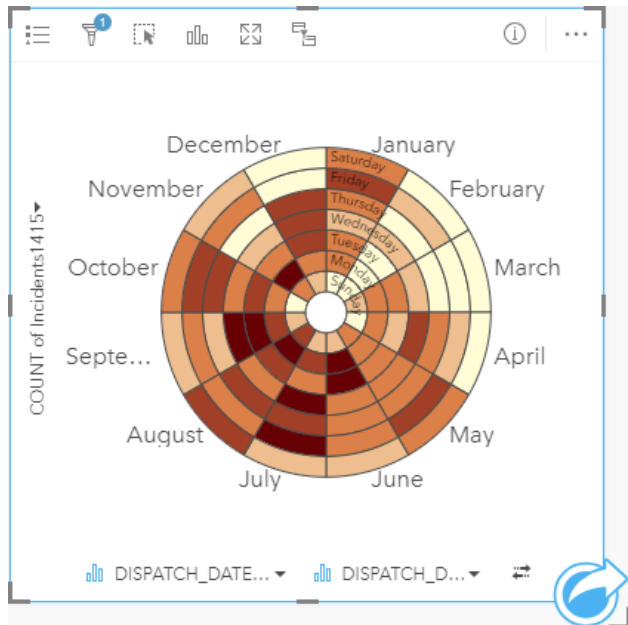 1
December
January
November
February
October
March
Septe...
April
August
May
July
June
Saturday
Friday
Thursday
Wednesday
Tuesday
Monday
Sunday
COUNT of Incidents1415
DISPATCH_DATE...
DISPATCH_D...